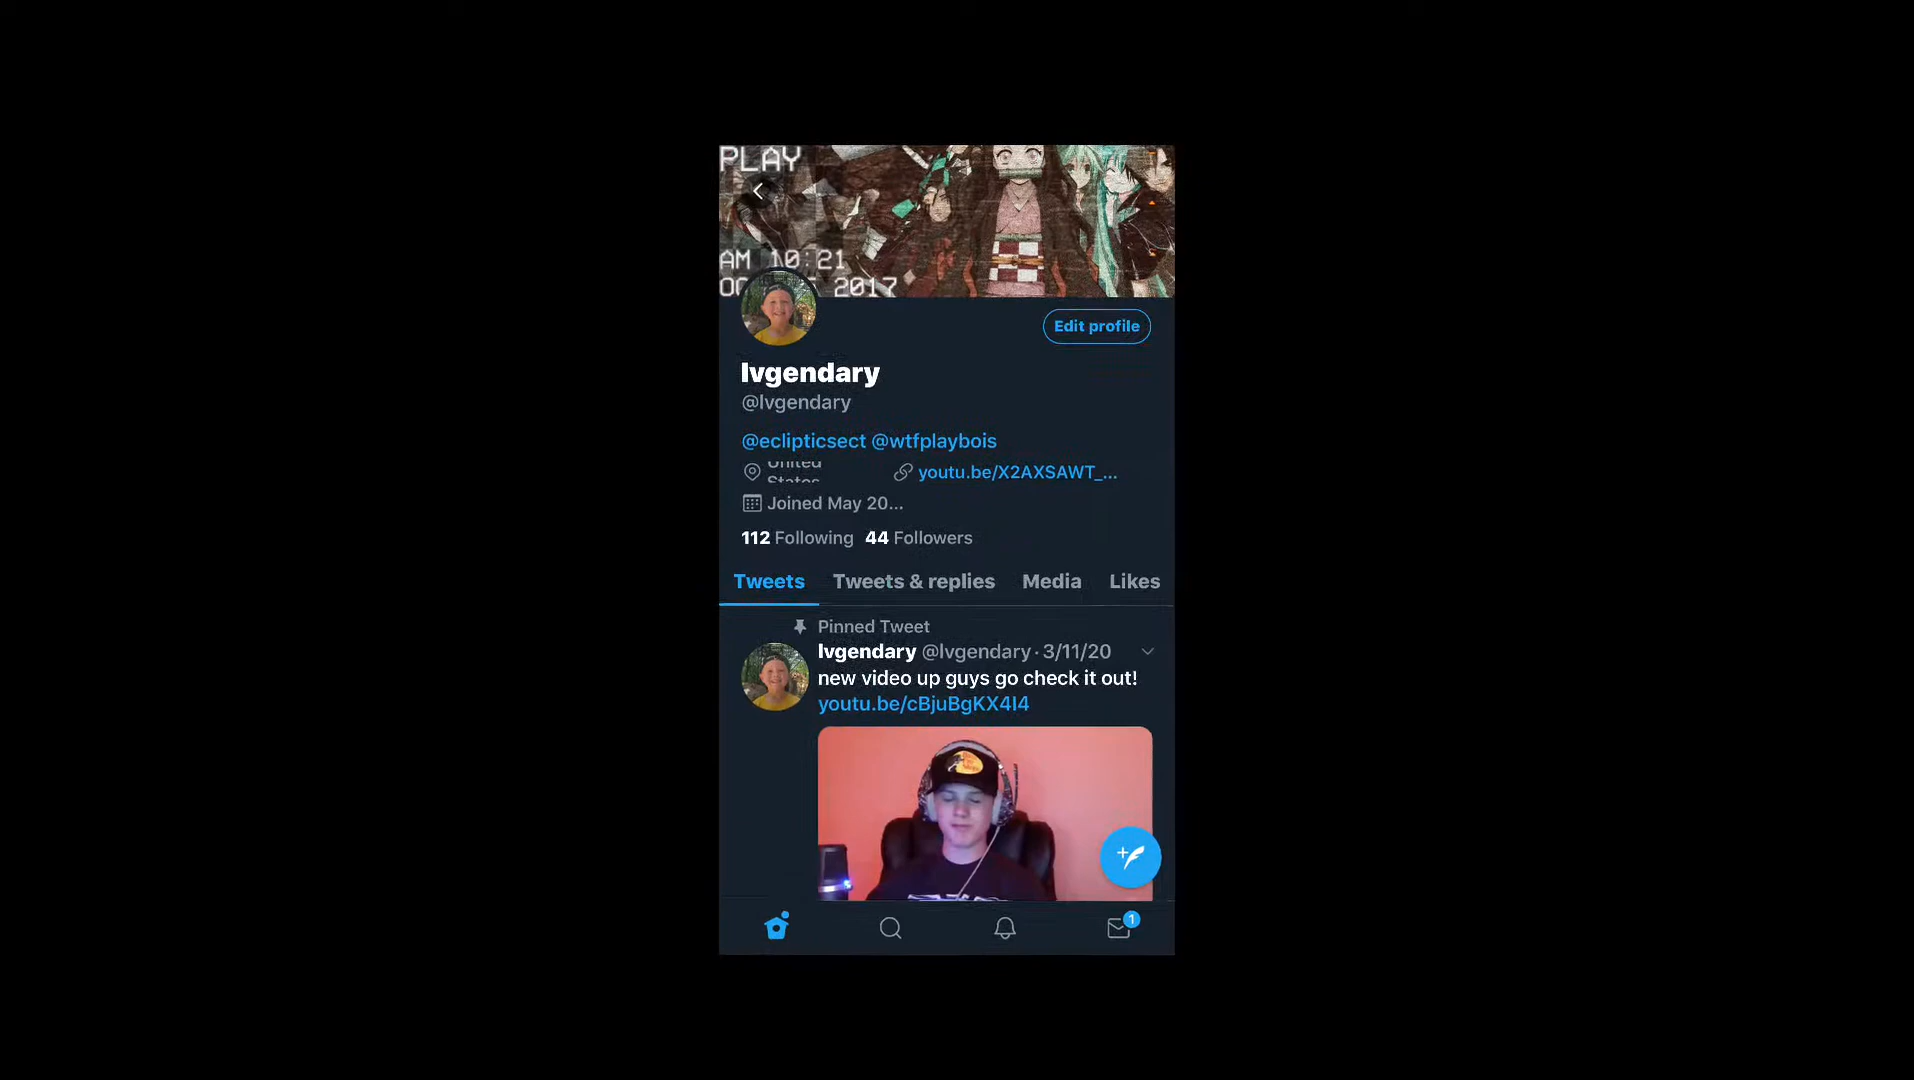 PLAY
AM 10:21
2017
Edit profile
lvgendary
@lvgendary
@eclipticsect @wtfplaybois
United
States
youtu.be/X2AXSAWT_...
Joined May 20...
112 Following 44 Followers
Tweets Tweets & replies Media Likes
Pinned Tweet
lvgendary @lvgendary · 3/11/20
new video up guys go check it out!
youtu.be/cBjuBgKX4I4
1